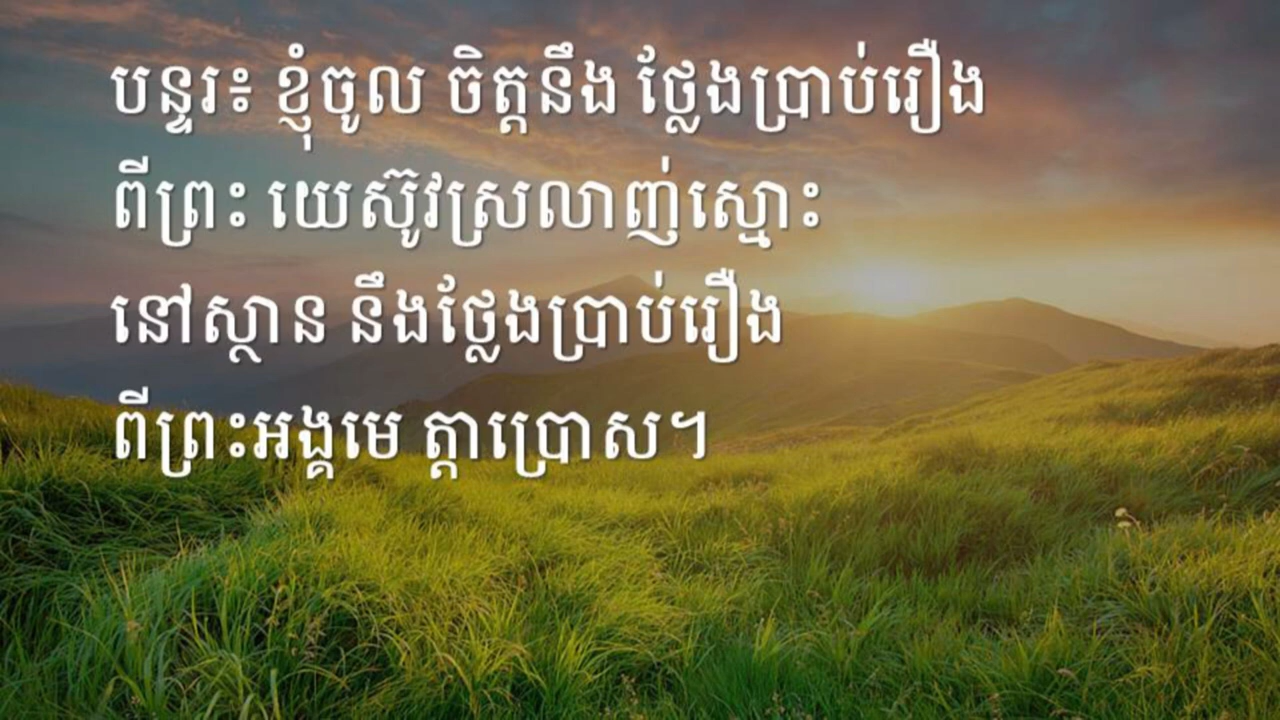 បន្ទរ៖ ខ្ញុំចូល ចិត្តនឹង ថ្លែងប្រាប់រឿង
ពីព្រះ យេស៊ូវស្រលាញ់ស្មោះ
នៅស្ថាន នឹងថ្លែងប្រាប់រឿង
ពីព្រះអង្គមេ ត្តាប្រោស។